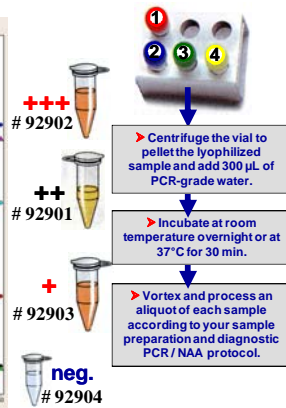 1
2
3
4
+++
# 92902
++
# 92901
+
# 92903
neg.
# 92904
➤ Centrifuge the vial to
pellet the lyophilized
sample and add 300 µL of
PCR-grade water.
➤ Incubate at room
temperature overnight or at
37°C for 30 min.
➤ Vortex and process an
aliquot of each sample
according to your sample
preparation and diagnostic
PCR / NAA protocol.